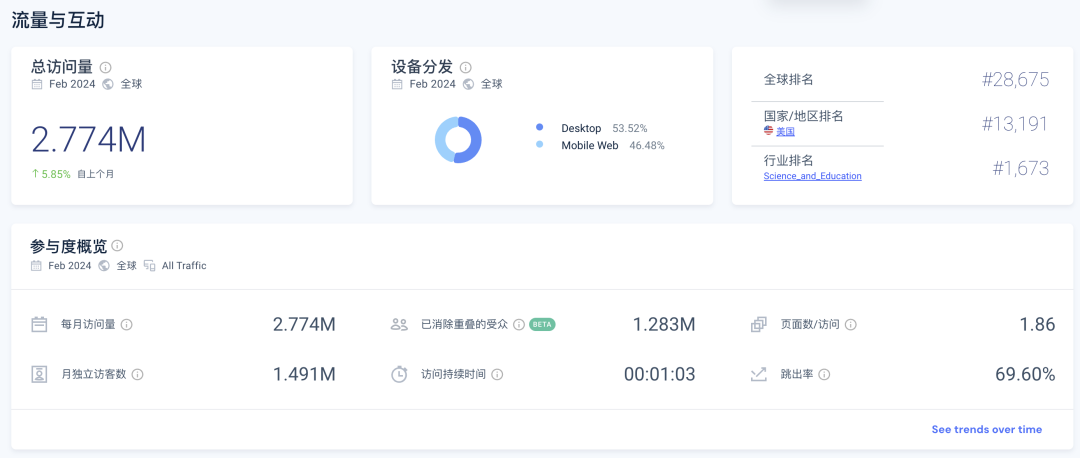 流量与互动
总访问量
Feb 2024 全球
2.774M
↑ 5.85% 自上个月
设备分发
Feb 2024 全球
Desktop 53.52%
Mobile Web 46.48%
全球排名 #28,675
国家/地区排名 #13,191
美国
行业排名 #1,673
Science_and_Education
参与度概览
Feb 2024 全球 All Traffic
每月访问量 2.774M
已消除重叠的受众 BETA 1.283M
页面数/访问 1.86
月独立访客数 1.491M
访问持续时间 00:01:03
跳出率 69.60%
See trends over time